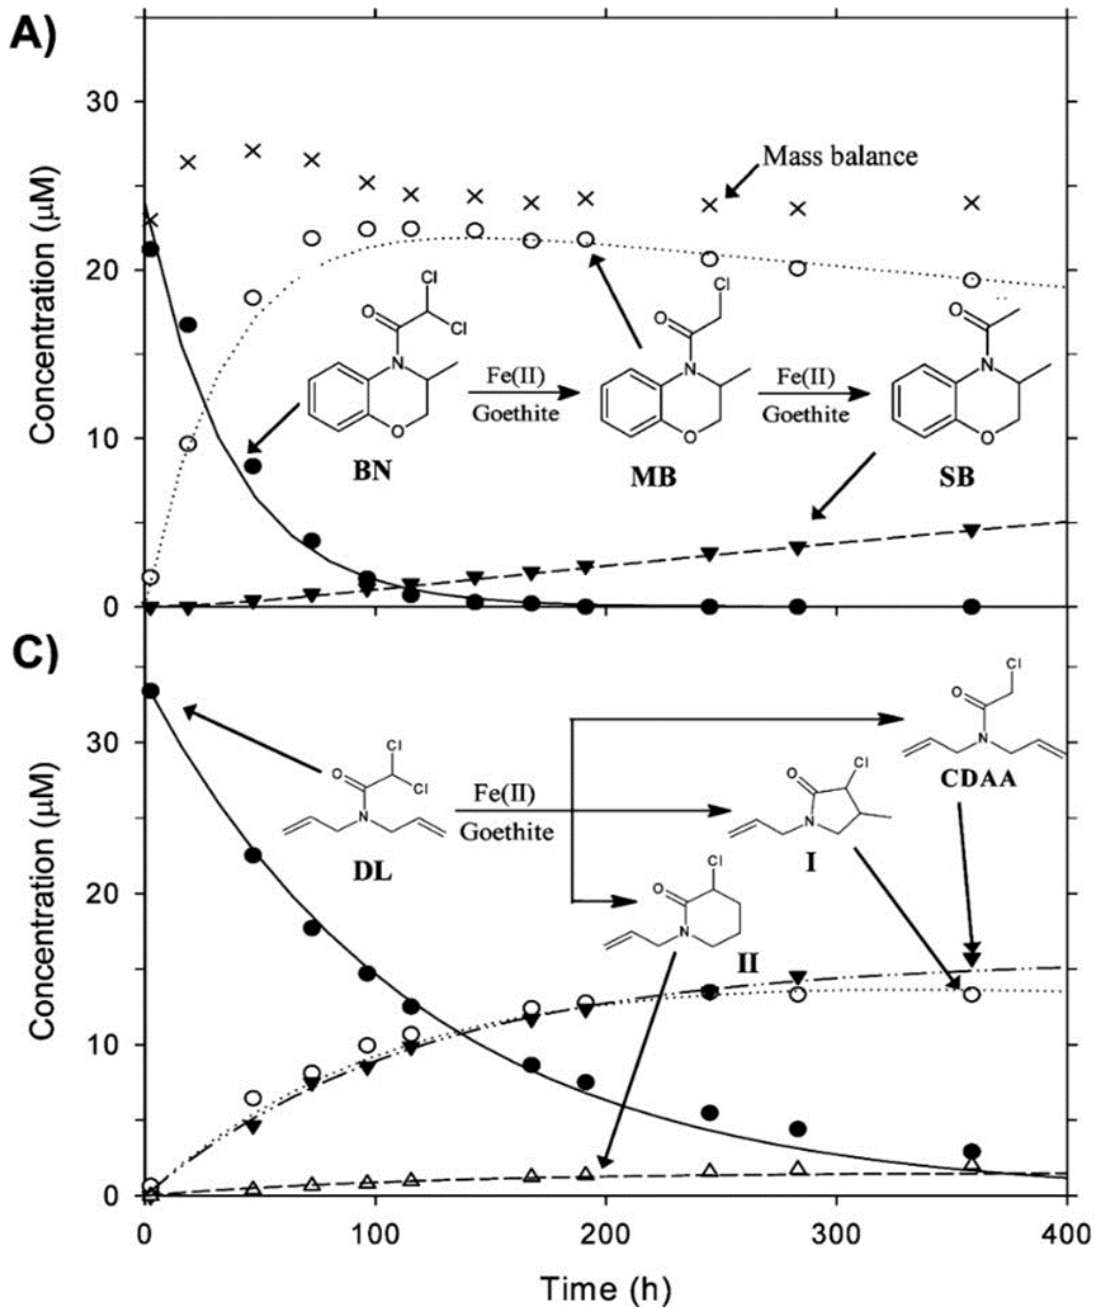 A)
Concentration (μM)
30
20
10
0
Mass balance
Cl
O
Cl
N
O
BN
Fe(II)
Goethite
Cl
O
N
O
MB
Fe(II)
Goethite
O
N
O
SB
C)
Concentration (μM)
30
20
10
0
Cl
O
Cl
N
DL
Fe(II)
Goethite
Cl
O
N
CDAA
Cl
O
N
I
Cl
O
N
II
0 100 200 300 400
Time (h)